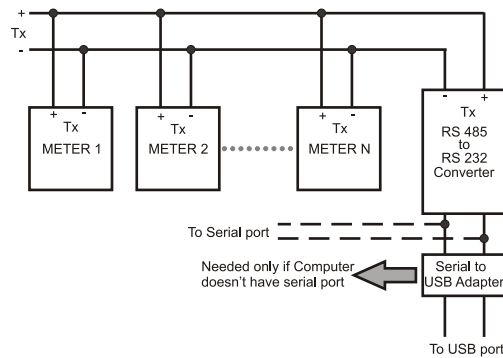 +
Tx
-
+ -
Tx
METER 1
+ -
Tx
METER 2
+ -
Tx
METER N
- +
Tx
RS 485
to
RS 232
Converter
To Serial port
Needed only if Computer
doesn't have serial port
Serial to
USB Adapter
To USB port